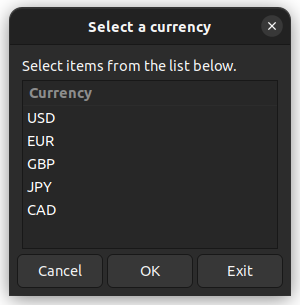 Select a currency
Select items from the list below.
Currency
USD
EUR
GBP
JPY
CAD
Cancel OK Exit